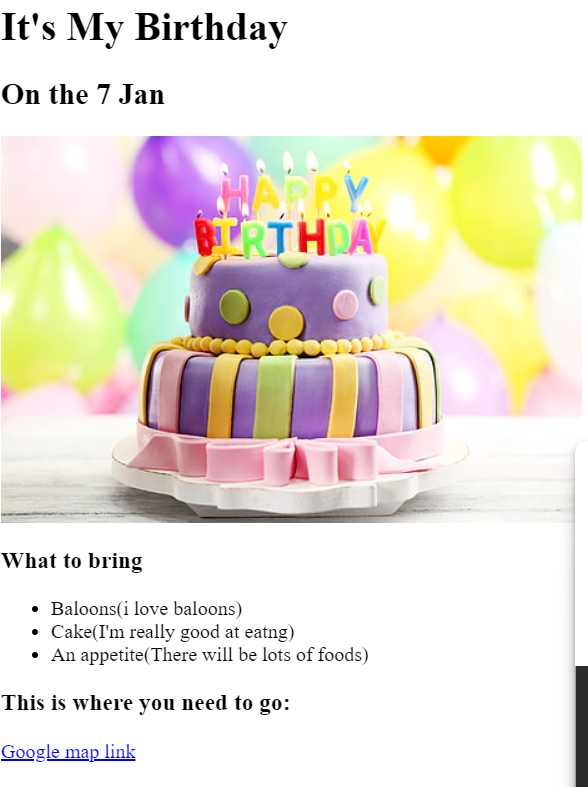 It's My Birthday
On the 7 Jan
HAPPY
BIRTHDAY
What to bring
Baloons(i love baloons)
Cake(I'm really good at eatng)
An appetite(There will be lots of foods)
This is where you need to go:
Google map link